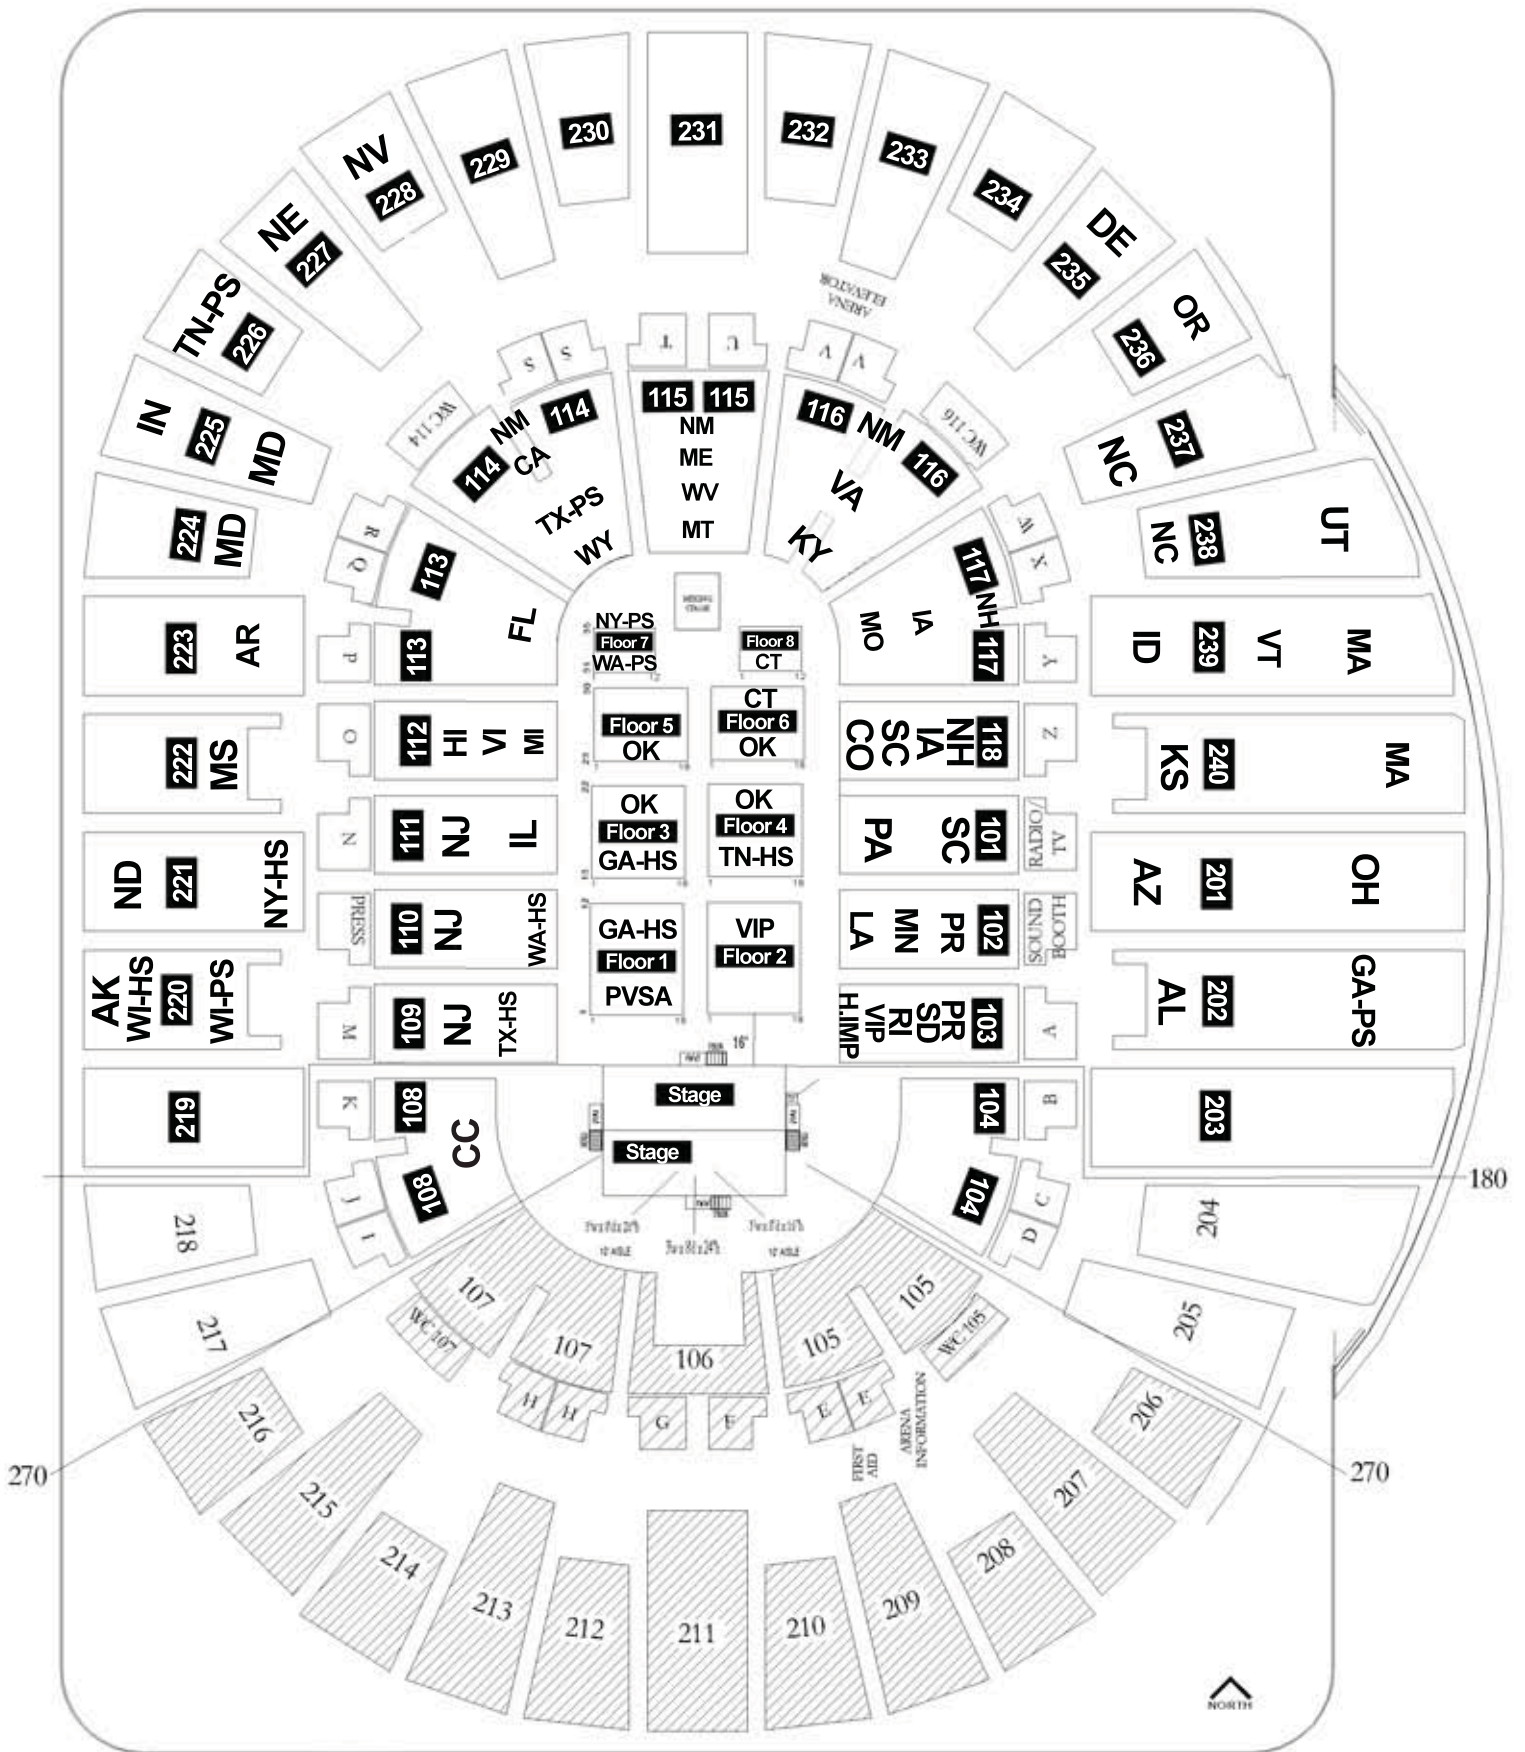 231
230
232
229
233
NV
228
234
NE
227
DE
235
TN-PS
226
OR
236
ARENA
ELEVATOR
IN
225
MD
NC
237
S
S
T
U
V
V
WC 114
WC 116
114
NM
114
CA
TX-PS
WY
115
115
NM
ME
WV
MT
116
NM
116
VA
KY
224
MD
NC
238
UT
R
Q
W
X
113
113
FL
117
NH
117
IA
MO
223
AR
P
Y
ID
239
VT
MA
NY-PS
Floor 7
WA-PS
Floor 8
CT
222
MS
O
112
HI
VI
MI
Floor 5
OK
CT
Floor 6
OK
CO
SC
IA
NH
118
Z
KS
240
MA
ND
221
NY-HS
N
111
NJ
IL
OK
Floor 3
GA-HS
OK
Floor 4
TN-HS
PA
SC
101
TV
RADIO/
AZ
201
OH
PRESS
110
NJ
WA-HS
GA-HS
Floor 1
PVSA
VIP
Floor 2
LA
MN
PR
102
SOUND
BOOTH
AK
WI-HS
220
WI-PS
M
109
NJ
TX-HS
H.IMP
VIP
RI
SD
PR
103
A
AL
202
GA-PS
16"
219
K
108
CC
108
Stage
Stage
104
104
B
203
180
218
J
I
C
D
204
10' AISLE
10' AISLE
217
107
107
WC 107
106
105
105
WC 105
205
216
H
H
G
F
E
E
FIRST
AID
ARENA
INFORMATION
206
270
270
215
207
214
208
213
209
212
211
210
NORTH